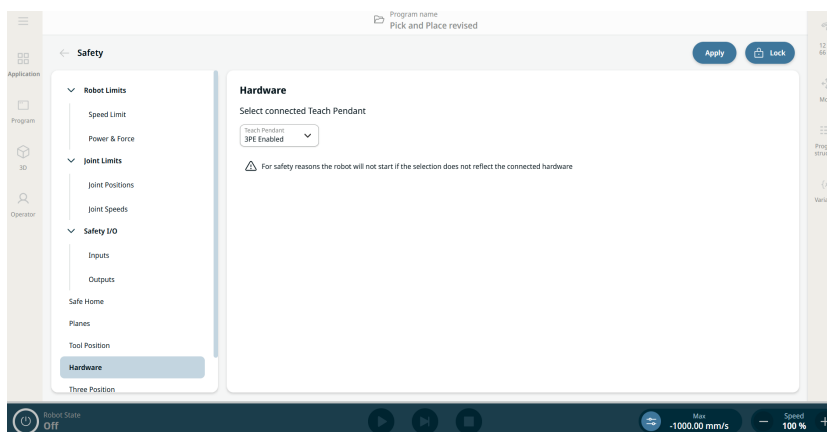 Program name
Pick and Place revised
Safety
Apply
Lock
Application
Program
3D
Operator
Robot Limits
Speed Limit
Power & Force
Joint Limits
Joint Positions
Joint Speeds
Safety I/O
Inputs
Outputs
Safe Home
Planes
Tool Position
Hardware
Three Position
Hardware
Select connected Teach Pendant
Teach Pendant
3PE Enabled
For safety reasons the robot will not start if the selection does not reflect the connected hardware
Robot State
Off
Max
-1000.00 mm/s
Speed
100 %